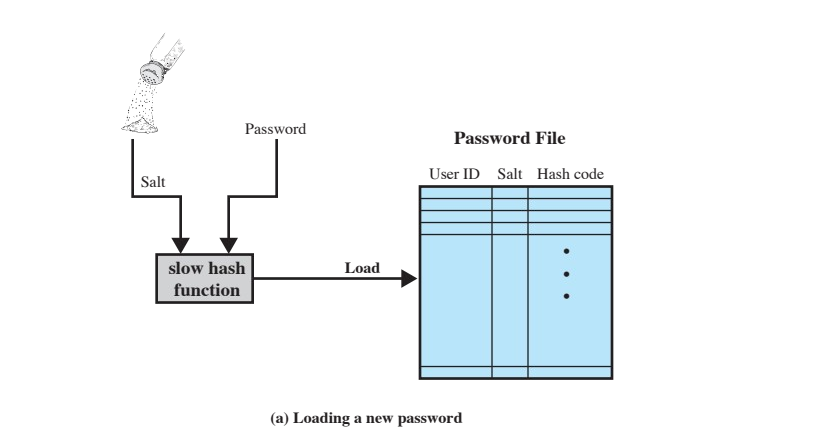 Password
Password File
User ID Salt Hash code
Salt
slow hash
function
Load
(a) Loading a new password